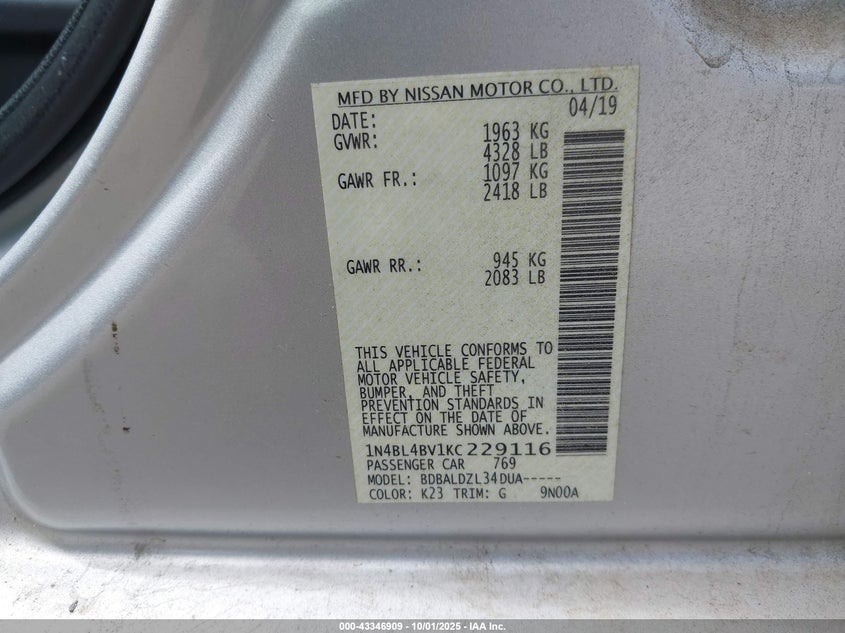 MFD BY NISSAN MOTOR CO., LTD.
DATE: 04/19
GVWR: 1963 KG
4328 LB
GAWR FR.: 1097 KG
2418 LB
GAWR RR.: 945 KG
2083 LB
THIS VEHICLE CONFORMS TO
ALL APPLICABLE FEDERAL
MOTOR VEHICLE SAFETY,
BUMPER, AND THEFT
PREVENTION STANDARDS IN
EFFECT ON THE DATE OF
MANUFACTURE SHOWN ABOVE.
1N4BL4BV1KC229116
PASSENGER CAR 769
MODEL: BDBALDZL34DUA-----
COLOR: K23 TRIM: G 9N00A
000-43346909 - 10/01/2025 - IAA Inc.